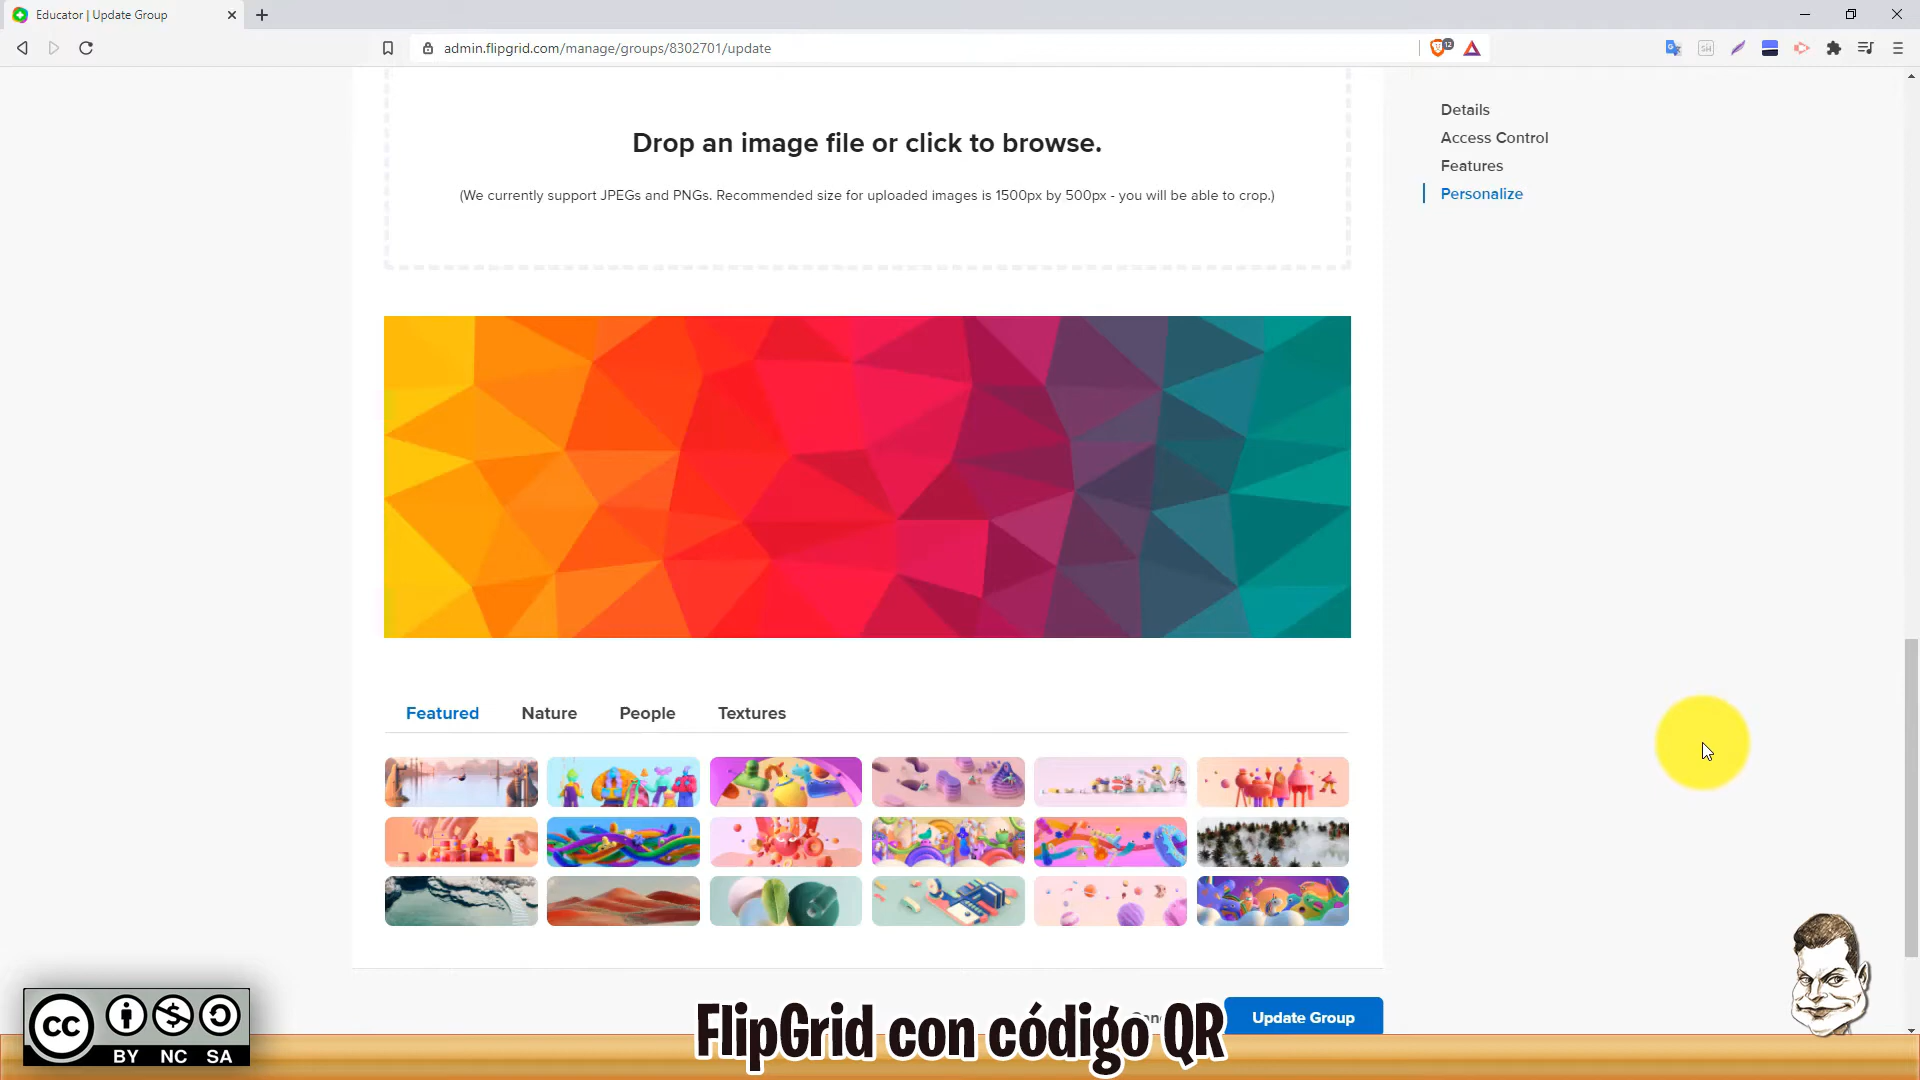 Educator | Update Group
admin.flipgrid.com/manage/groups/8302701/update
12
Details
Access Control
Features
Personalize
Drop an image file or click to browse.
(We currently support JPEGs and PNGs. Recommended size for uploaded images is 1500px by 500px - you will be able to crop.)
Featured Nature People Textures
Update Group
FlipGrid con código QR
CC
BY NC SA